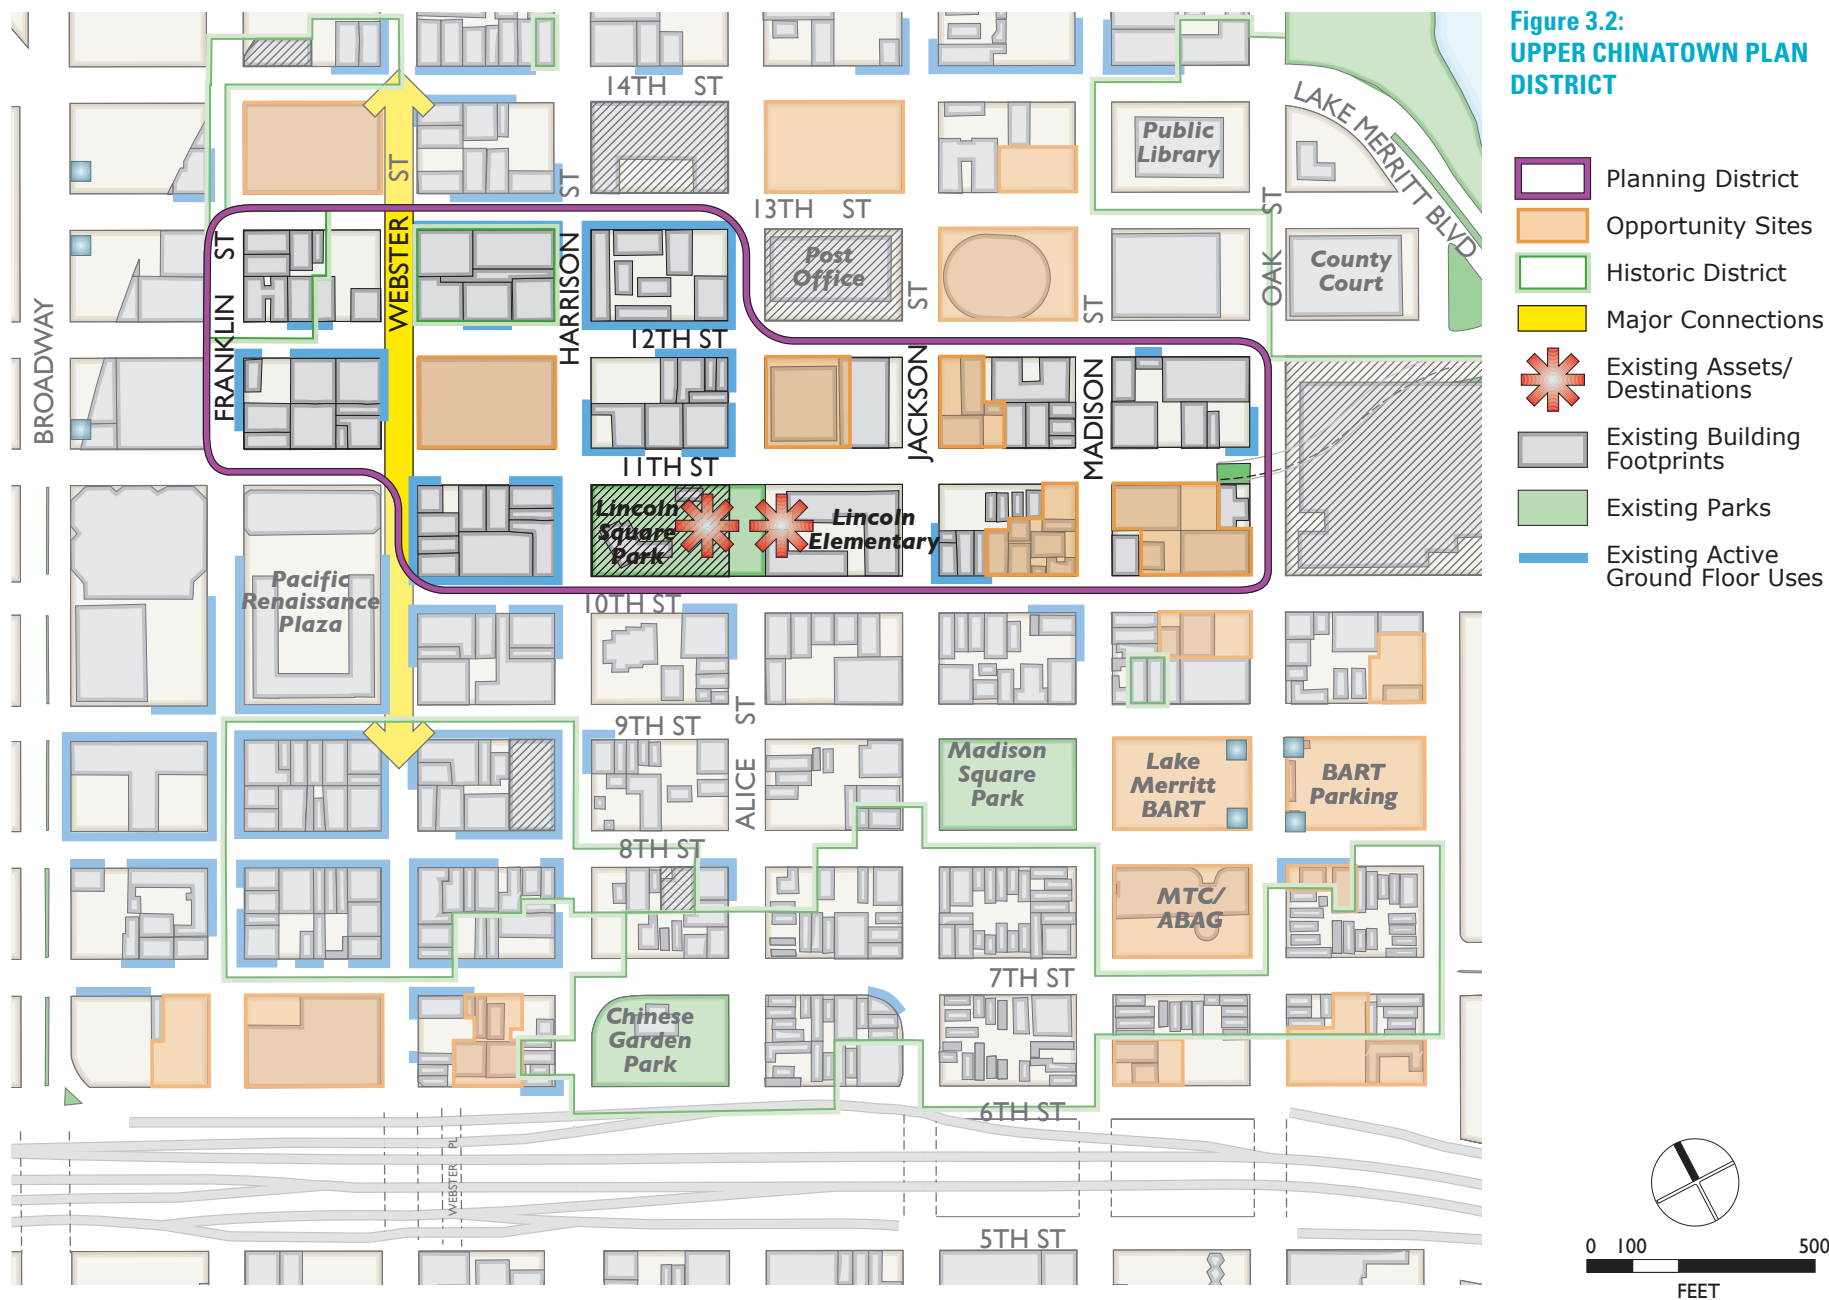 Figure 3.2:
UPPER CHINATOWN PLAN
DISTRICT
Planning District
Opportunity Sites
Historic District
Major Connections
Existing Assets/
Destinations
Existing Building
Footprints
Existing Parks
Existing Active
Ground Floor Uses
14TH ST
LAKE MERRITT BLVD
Public
Library
ST
ST
13TH ST
ST
ST
WEBSTER
HARRISON
Post
Office
ST
ST
OAK
County
Court
BROADWAY
FRANKLIN
12TH ST
JACKSON
MADISON
11TH ST
Lincoln
Square
Park
Lincoln
Elementary
Pacific
Renaissance
Plaza
10TH ST
9TH ST
ST
ALICE
Madison
Square
Park
Lake
Merritt
BART
BART
Parking
8TH ST
MTC/
ABAG
7TH ST
Chinese
Garden
Park
6TH ST
WEBSTER PL
5TH ST
0 100 500
FEET